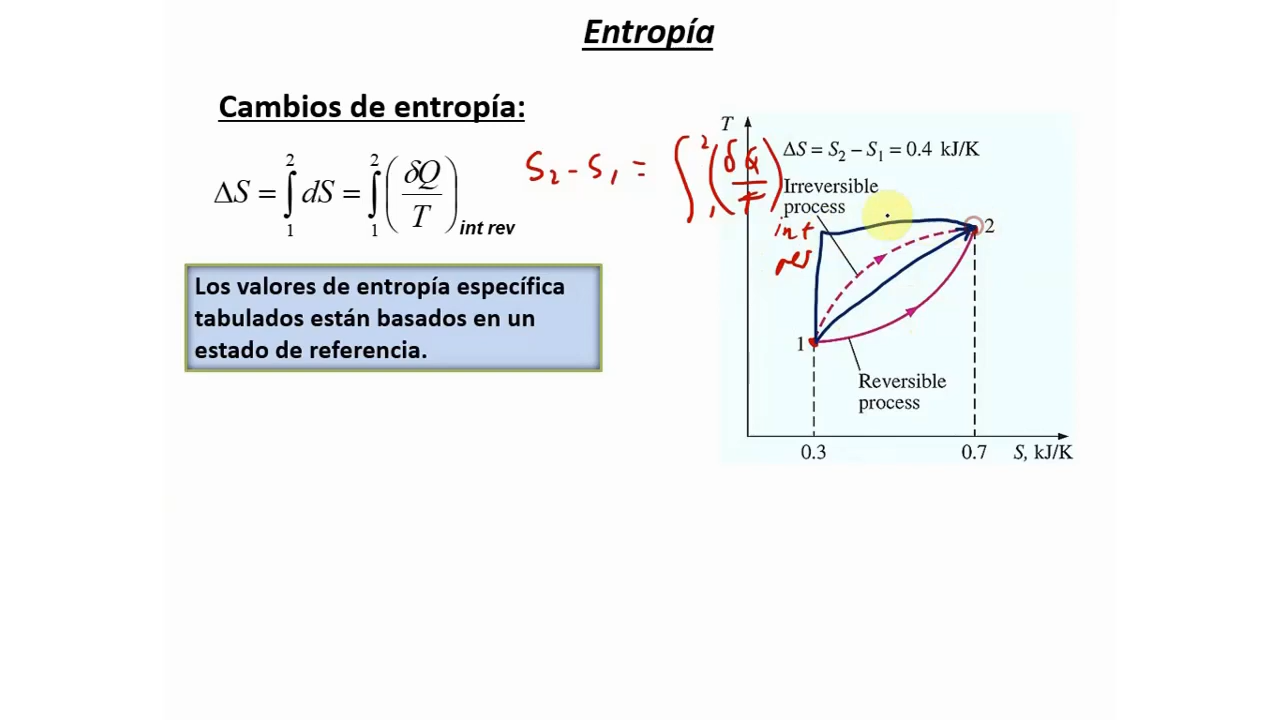 Entropía
Cambios de entropía:
ΔS = ∫₁² dS = ∫₁² (δQ/T) int rev
S₂ - S₁ = ∫₁² (δQ/T) int rev
Los valores de entropía específica
tabulados están basados en un
estado de referencia.
T
ΔS = S₂ − S₁ = 0.4 kJ/K
Irreversible
process
2
1
Reversible
process
0.3
0.7
S, kJ/K